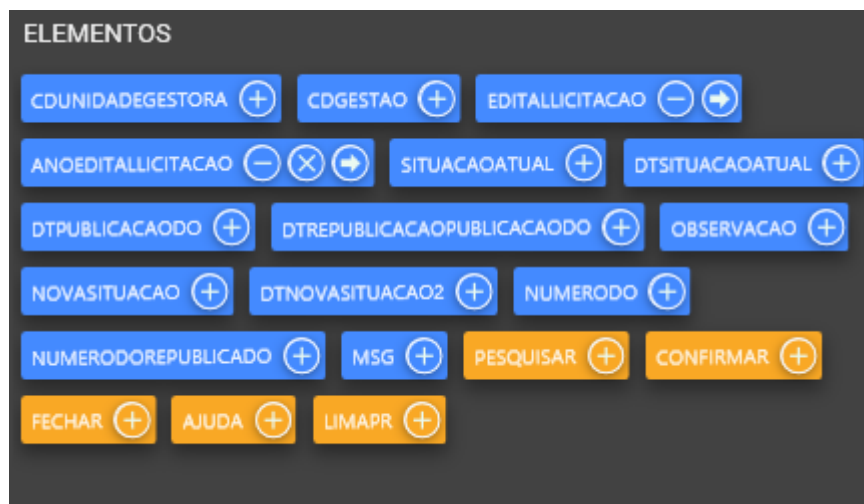 ELEMENTOS
CDUNIDADEGESTORA CDGESTAO EDITALLICITACAO
ANOEDITALLICITACAO SITUACAOATUAL DTSITUACAOATUAL
DTPUBLICACAODO DTREPUBLICACAOPUBLICACAODO OBSERVACAO
NOVASITUACAO DTNOVASITUACAO2 NUMERODO
NUMERODOREPUBLICADO MSG PESQUISAR CONFIRMAR
FECHAR AJUDA LIMAPR